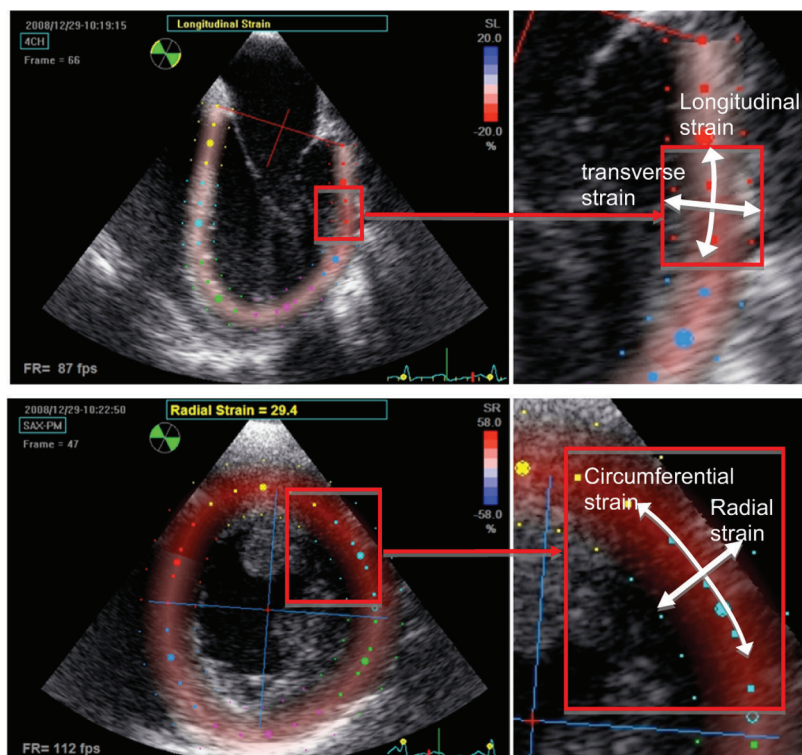 2008/12/29-10:19:15
Longitudinal Strain
SL
4CH
20.0
Frame = 66
-20.0
%
FR= 87 fps
Longitudinal
strain
transverse
strain
2008/12/29-10:22:50
Radial Strain = 29.4
SR
SAX-PM
58.0
Frame = 47
-58.0
%
FR= 112 fps
Circumferential
strain
Radial
strain